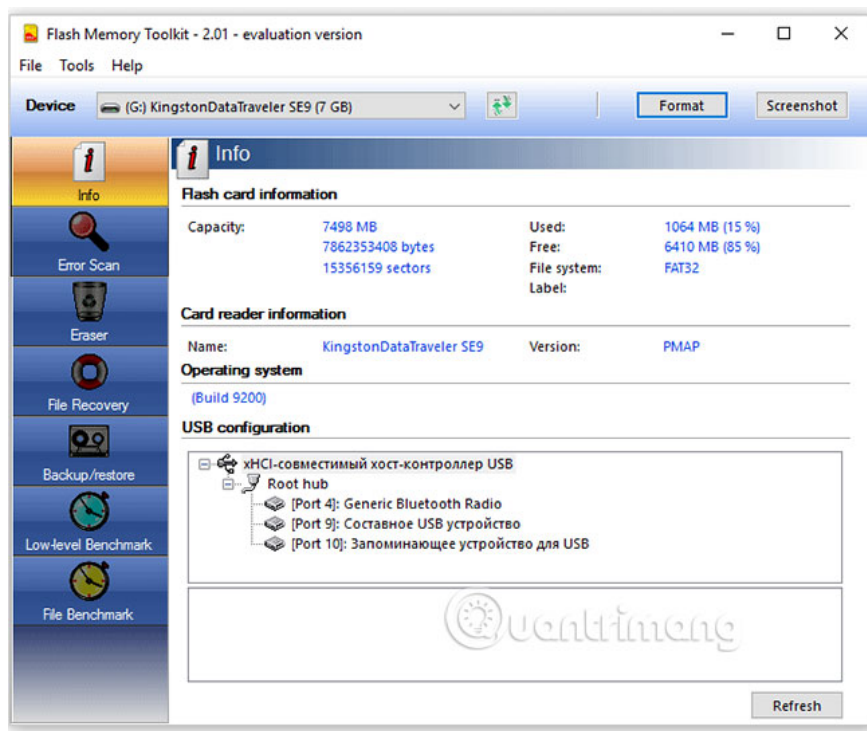 Flash Memory Toolkit - 2.01 - evaluation version
File Tools Help
Device (G:) KingstonDataTraveler SE9 (7 GB) Format Screenshot
Info
Info
Flash card information
Capacity: 7498 MB Used: 1064 MB (15 %)
7862353408 bytes Free: 6410 MB (85 %)
15356159 sectors File system: FAT32
Label:
Error Scan
Card reader information
Eraser
Name: KingstonDataTraveler SE9 Version: PMAP
Operating system
(Build 9200)
File Recovery
USB configuration
xHCI-совместимый хост-контроллер USB
Root hub
[Port 4]: Generic Bluetooth Radio
[Port 9]: Составное USB устройство
[Port 10]: Запоминающее устройство для USB
Backup/restore
Low-level Benchmark
File Benchmark
Quantrimang
Refresh